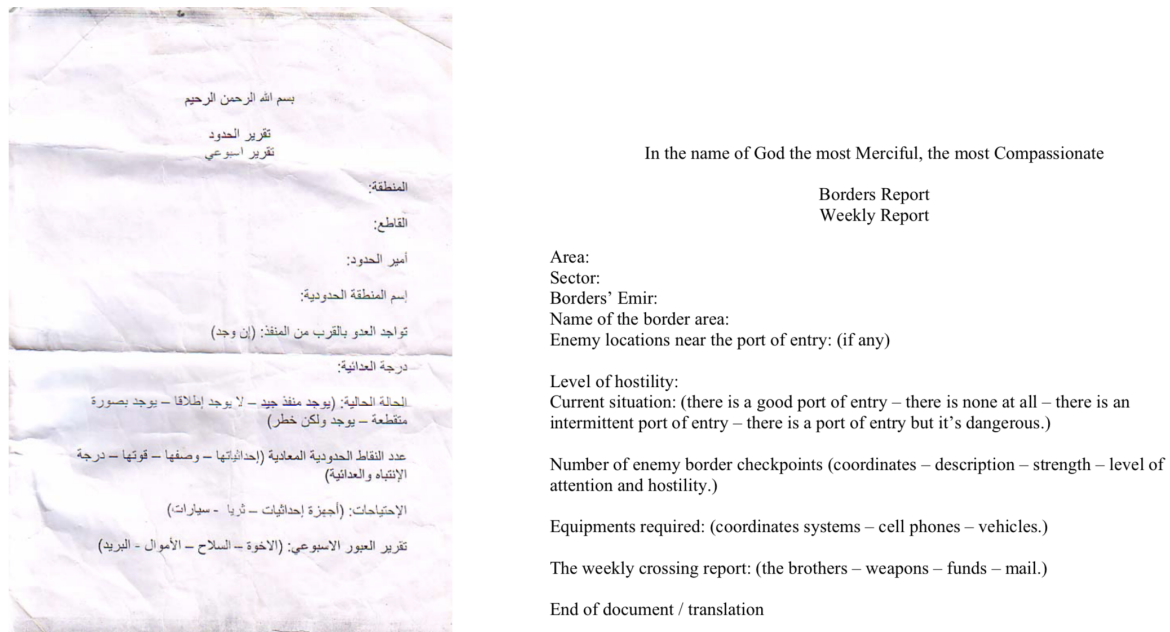 بسم الله الرحمن الرحيم
تقرير الحدود
تقرير اسبوعي
المنطقة:
القاطع:
أمير الحدود:
إسم المنطقة الحدودية:
تواجد العدو بالقرب من المنفذ: (إن وجد)
درجة العدائية:
الحالة الحالية: (يوجد منفذ جيد – لا يوجد إطلاقا – يوجد بصورة
متقطعة – يوجد ولكن خطر)
عدد النقاط الحدودية المعادية (إحداثياتها – وصفها – قوتها – درجة
الإنتباه والعدائية)
الإحتياجات: (أجهزة إحداثيات – ثريا - سيارات)
تقرير العبور الاسبوعي: (الاخوة – السلاح – الأموال - البريد)
In the name of God the most Merciful, the most Compassionate
Borders Report
Weekly Report
Area:
Sector:
Borders’ Emir:
Name of the border area:
Enemy locations near the port of entry: (if any)
Level of hostility:
Current situation: (there is a good port of entry – there is none at all – there is an
intermittent port of entry – there is a port of entry but it’s dangerous.)
Number of enemy border checkpoints (coordinates – description – strength – level of
attention and hostility.)
Equipments required: (coordinates systems – cell phones – vehicles.)
The weekly crossing report: (the brothers – weapons – funds – mail.)
End of document / translation